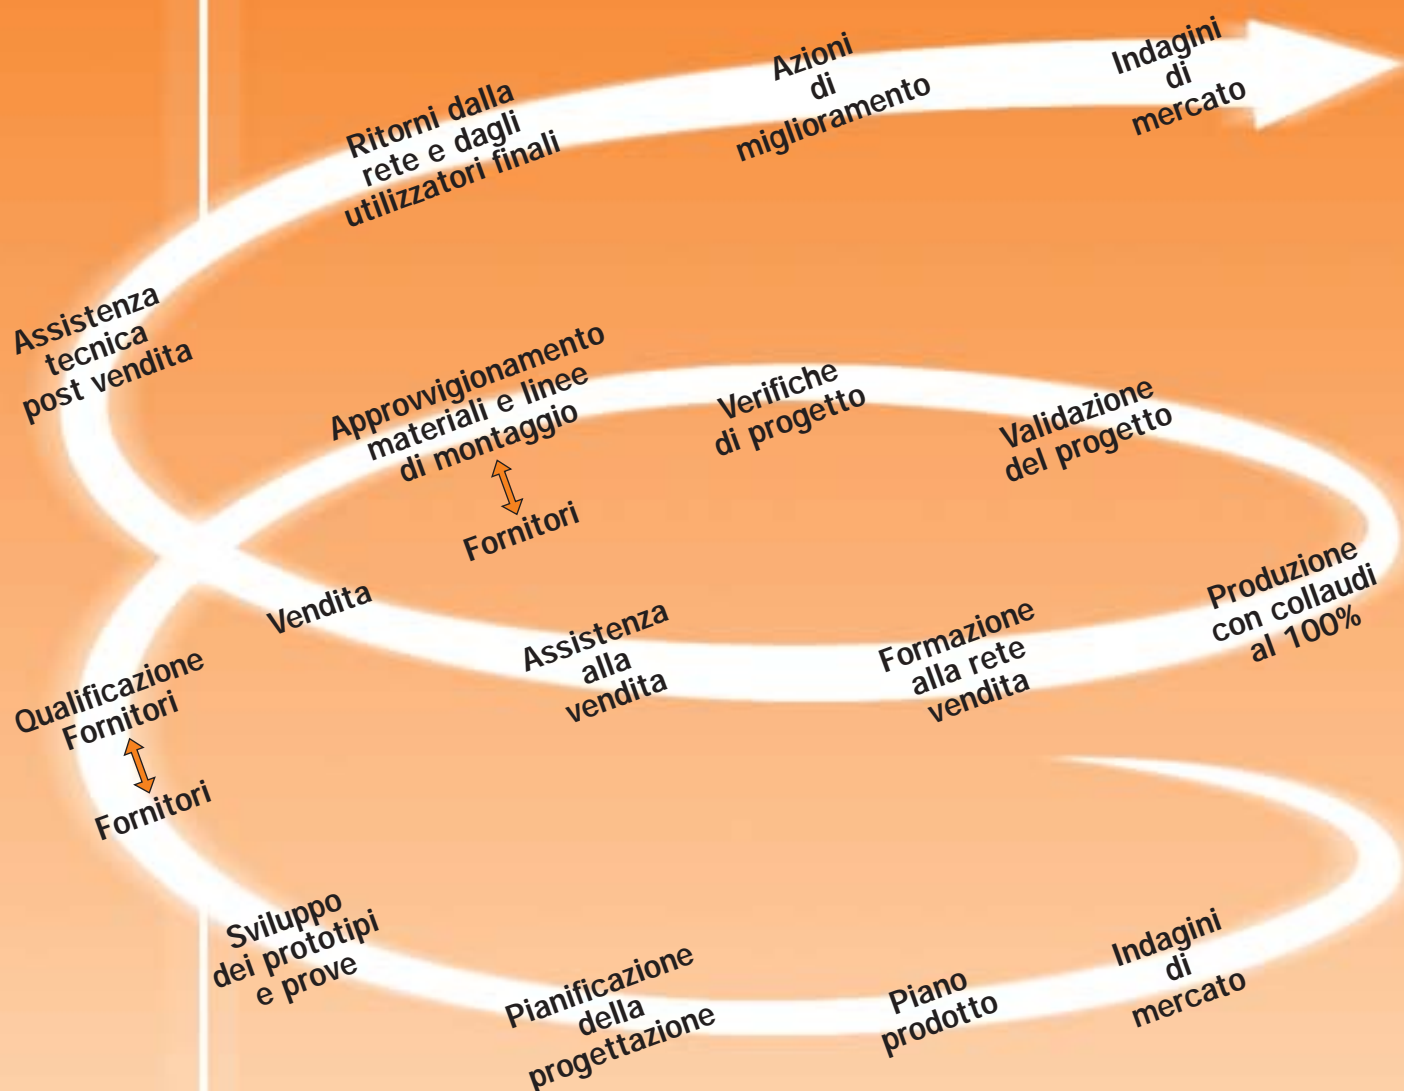 Azioni
di
miglioramento
Indagini
di
mercato
Ritorni dalla
rete e dagli
utilizzatori finali
Assistenza
tecnica
post vendita
Approvvigionamento
materiali e linee
di montaggio
Fornitori
Verifiche
di progetto
Validazione
del progetto
Produzione
con collaudi
al 100%
Formazione
alla rete
vendita
Assistenza
alla
vendita
Vendita
Qualificazione
Fornitori
Fornitori
Sviluppo
dei prototipi
e prove
Pianificazione
della
progettazione
Piano
prodotto
Indagini
di
mercato